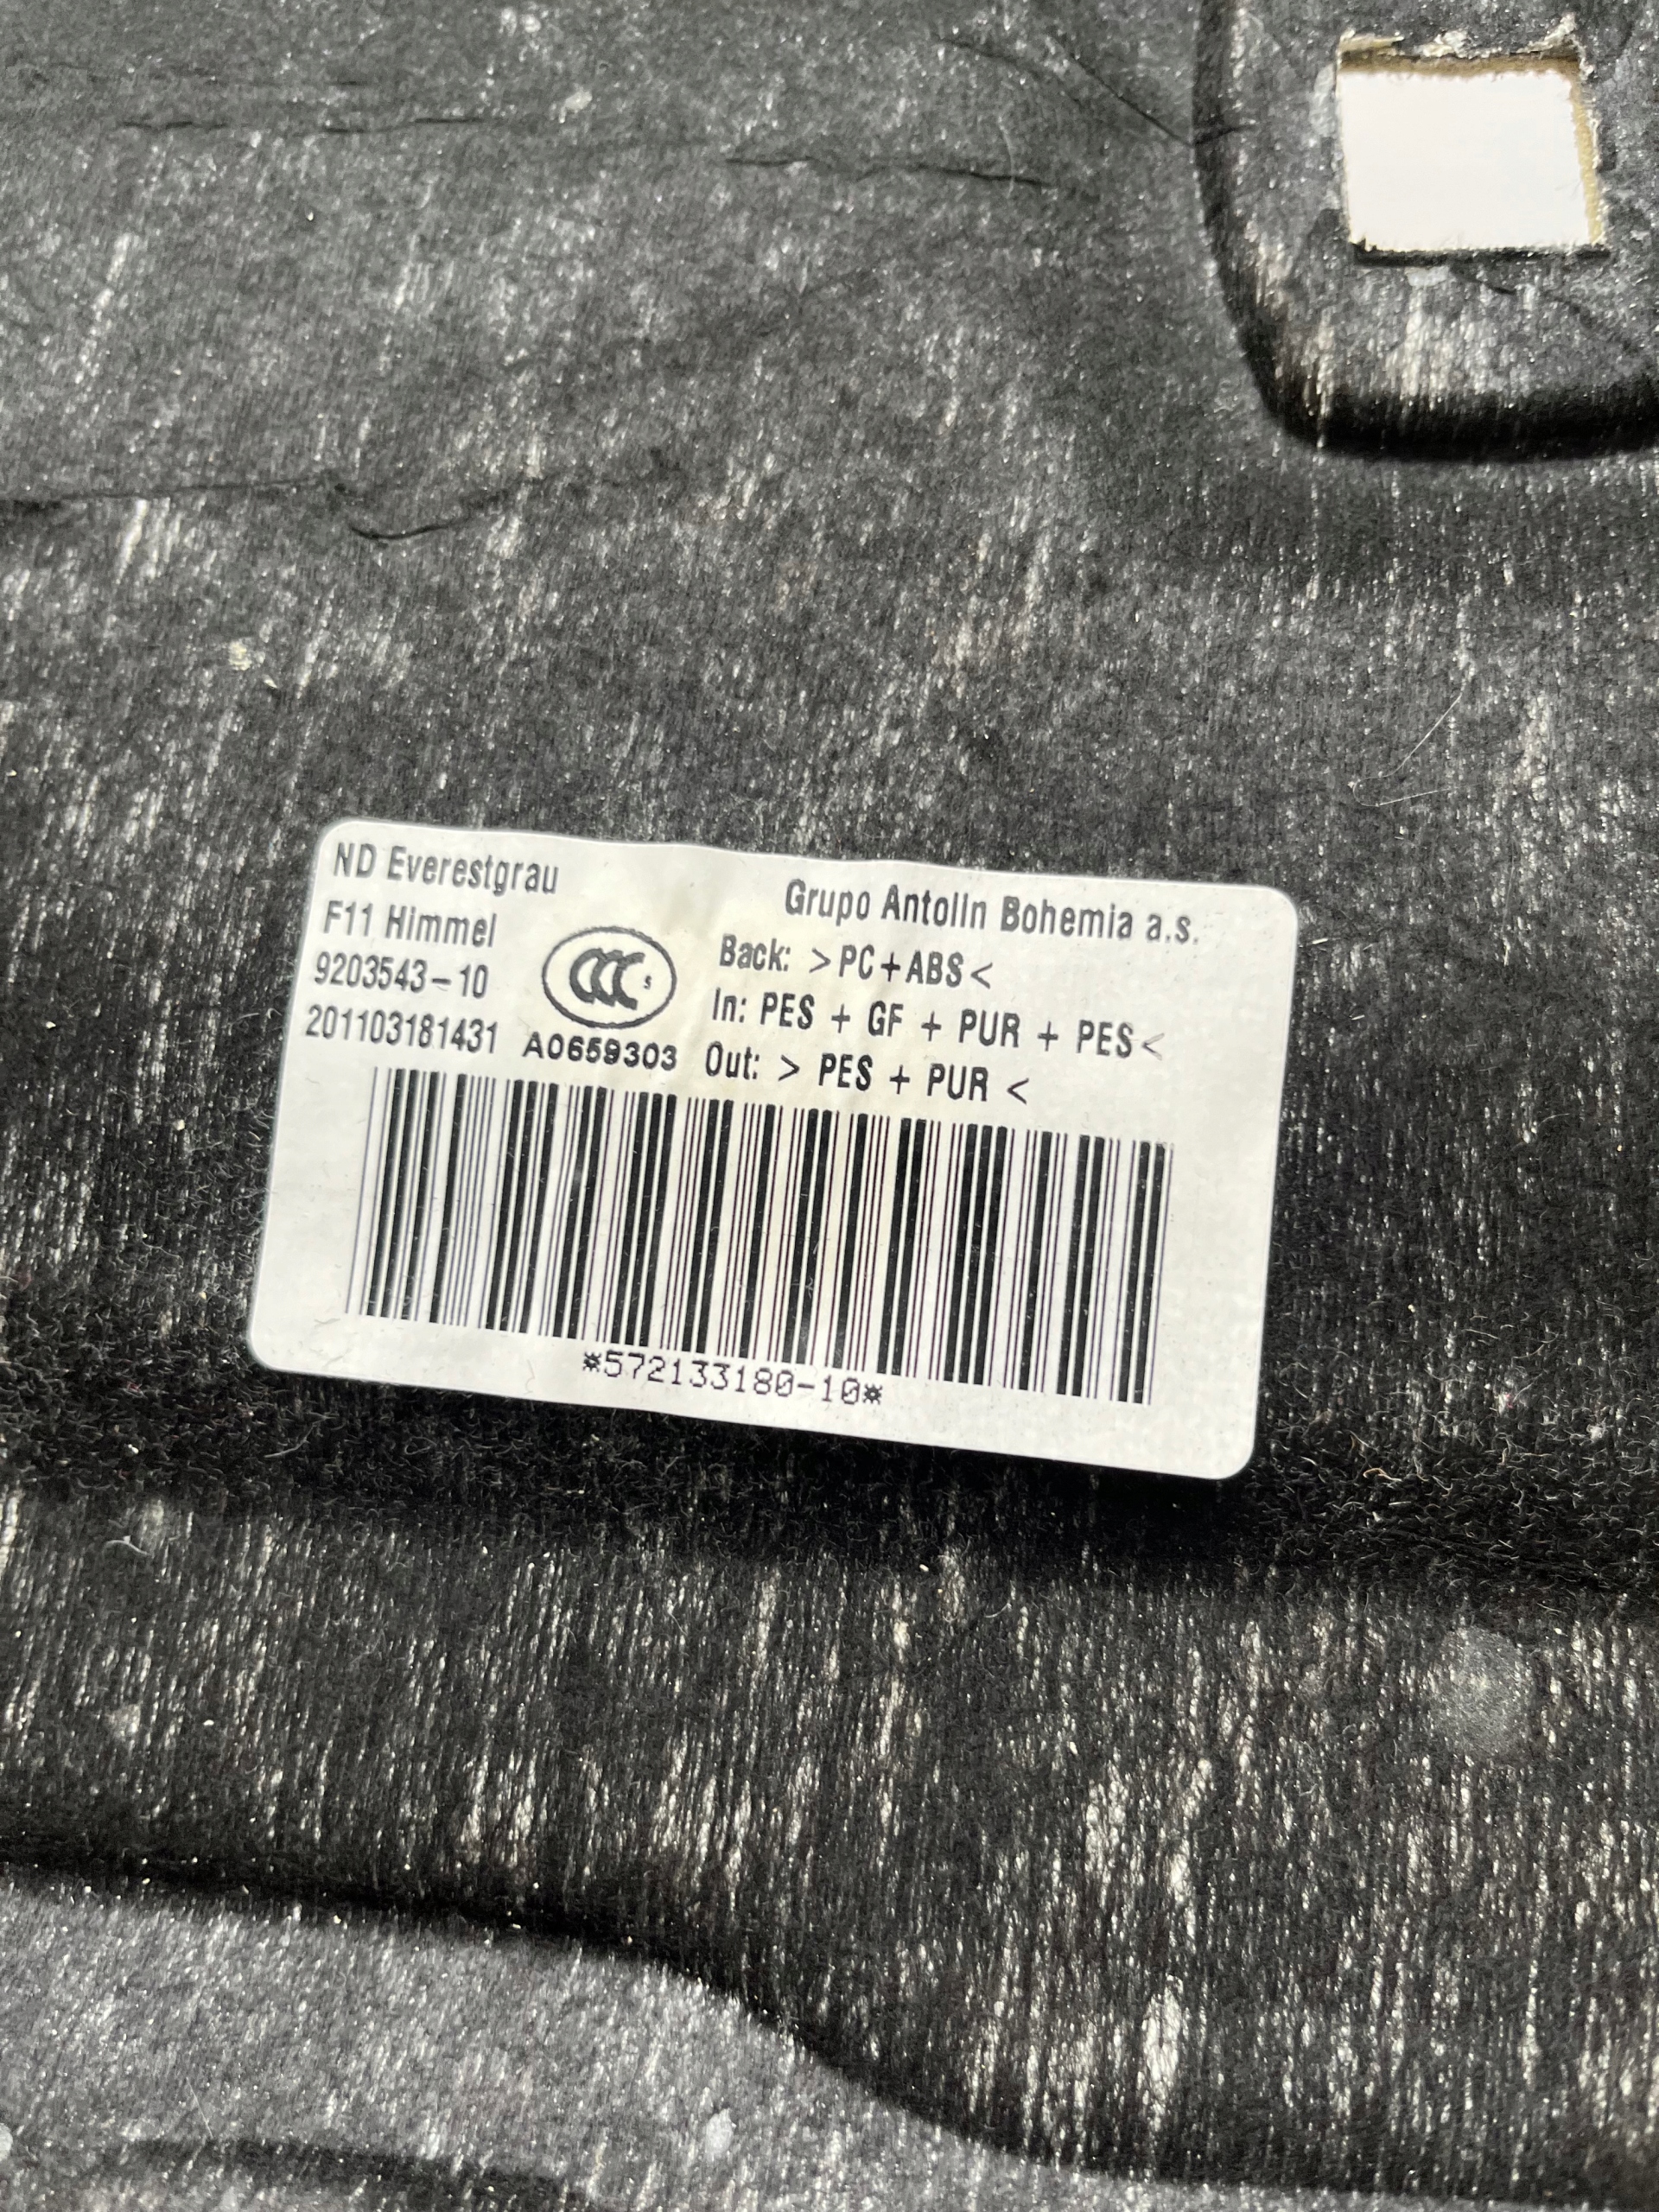 ND Everestgrau
F11 Himmel
9203543-10
201103181431
CCC S
A0659303
Grupo Antolin Bohemia a.s.
Back: >PC+ABS<
In: PES + GF + PUR + PES<
Out: > PES + PUR <
*572133180-10*